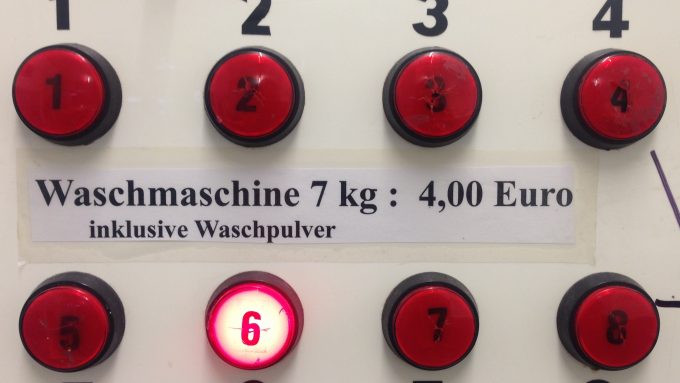 1 2 3 4
1 2 3 4
Waschmaschine 7 kg : 4,00 Euro
inklusive Waschpulver
5 6 7 8